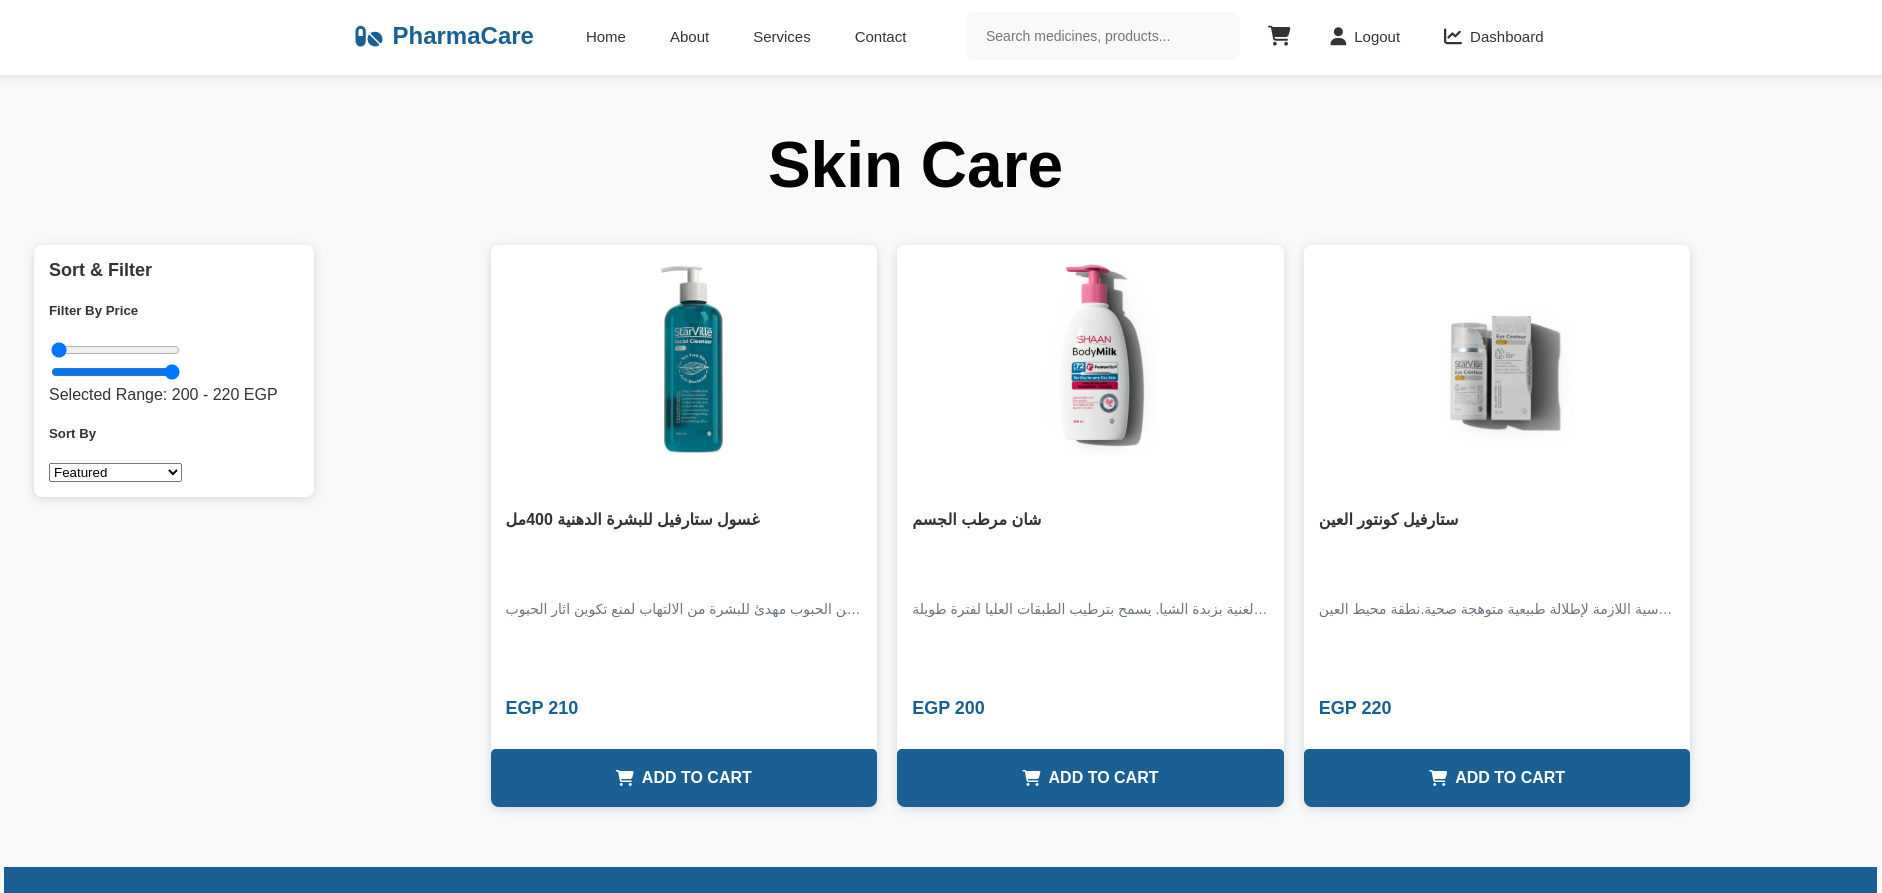 PharmaCare
Home
About
Services
Contact
Search medicines, products...
Logout
Dashboard
Skin Care
Sort & Filter
Filter By Price
Selected Range: 200 - 220 EGP
Sort By
Featured
StarVille
Facial Cleanser
غسول ستارفيل للبشرة الدهنية 400مل
...ن الحبوب مهدئ للبشرة من الالتهاب لمنع تكوين اثار الحبوب
EGP 210
ADD TO CART
SHAAN
BodyMilk
شان مرطب الجسم
...لغنية بزبدة الشيا. يسمح بترطيب الطبقات العليا لفترة طويلة
EGP 200
ADD TO CART
StarVille
Eye Contour
StarVille
Eye Contour
ستارفيل كونتور العين
...سية اللازمة لإطلالة طبيعية متوهجة صحية.نطقة محيط العين
EGP 220
ADD TO CART